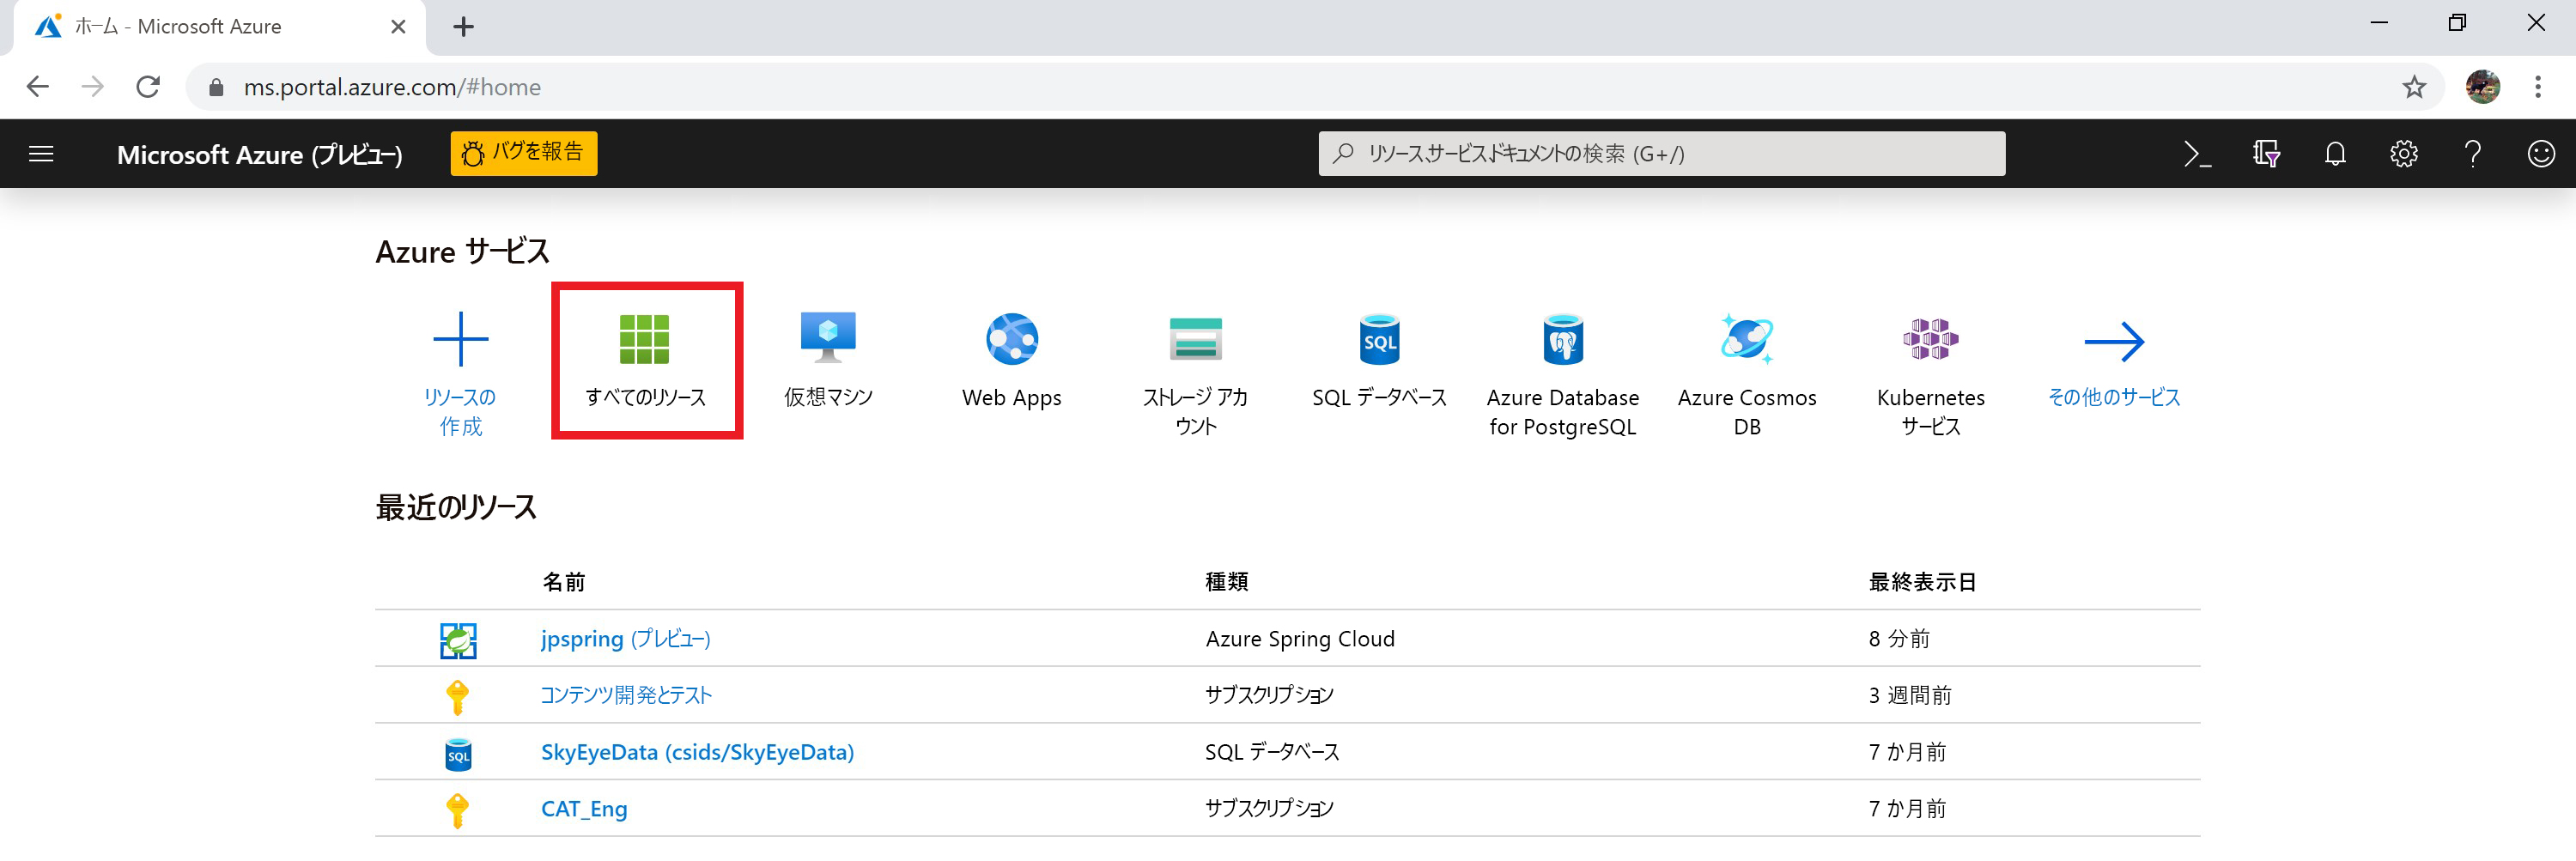 ホーム - Microsoft Azure
ms.portal.azure.com/#home
Microsoft Azure (プレビュー)
バグを報告
リソース、サービス、ドキュメントの検索 (G+/)
Azure サービス
リソースの
作成
すべてのリソース
仮想マシン
Web Apps
ストレージ アカ
ウント
SQL
SQL データベース
Azure Database
for PostgreSQL
Azure Cosmos
DB
Kubernetes
サービス
その他のサービス
最近のリソース
名前 種類 最終表示日
jpspring (プレビュー) Azure Spring Cloud 8 分前
コンテンツ開発とテスト サブスクリプション 3 週間前
SQL SkyEyeData (csids/SkyEyeData) SQL データベース 7 か月前
CAT_Eng サブスクリプション 7 か月前